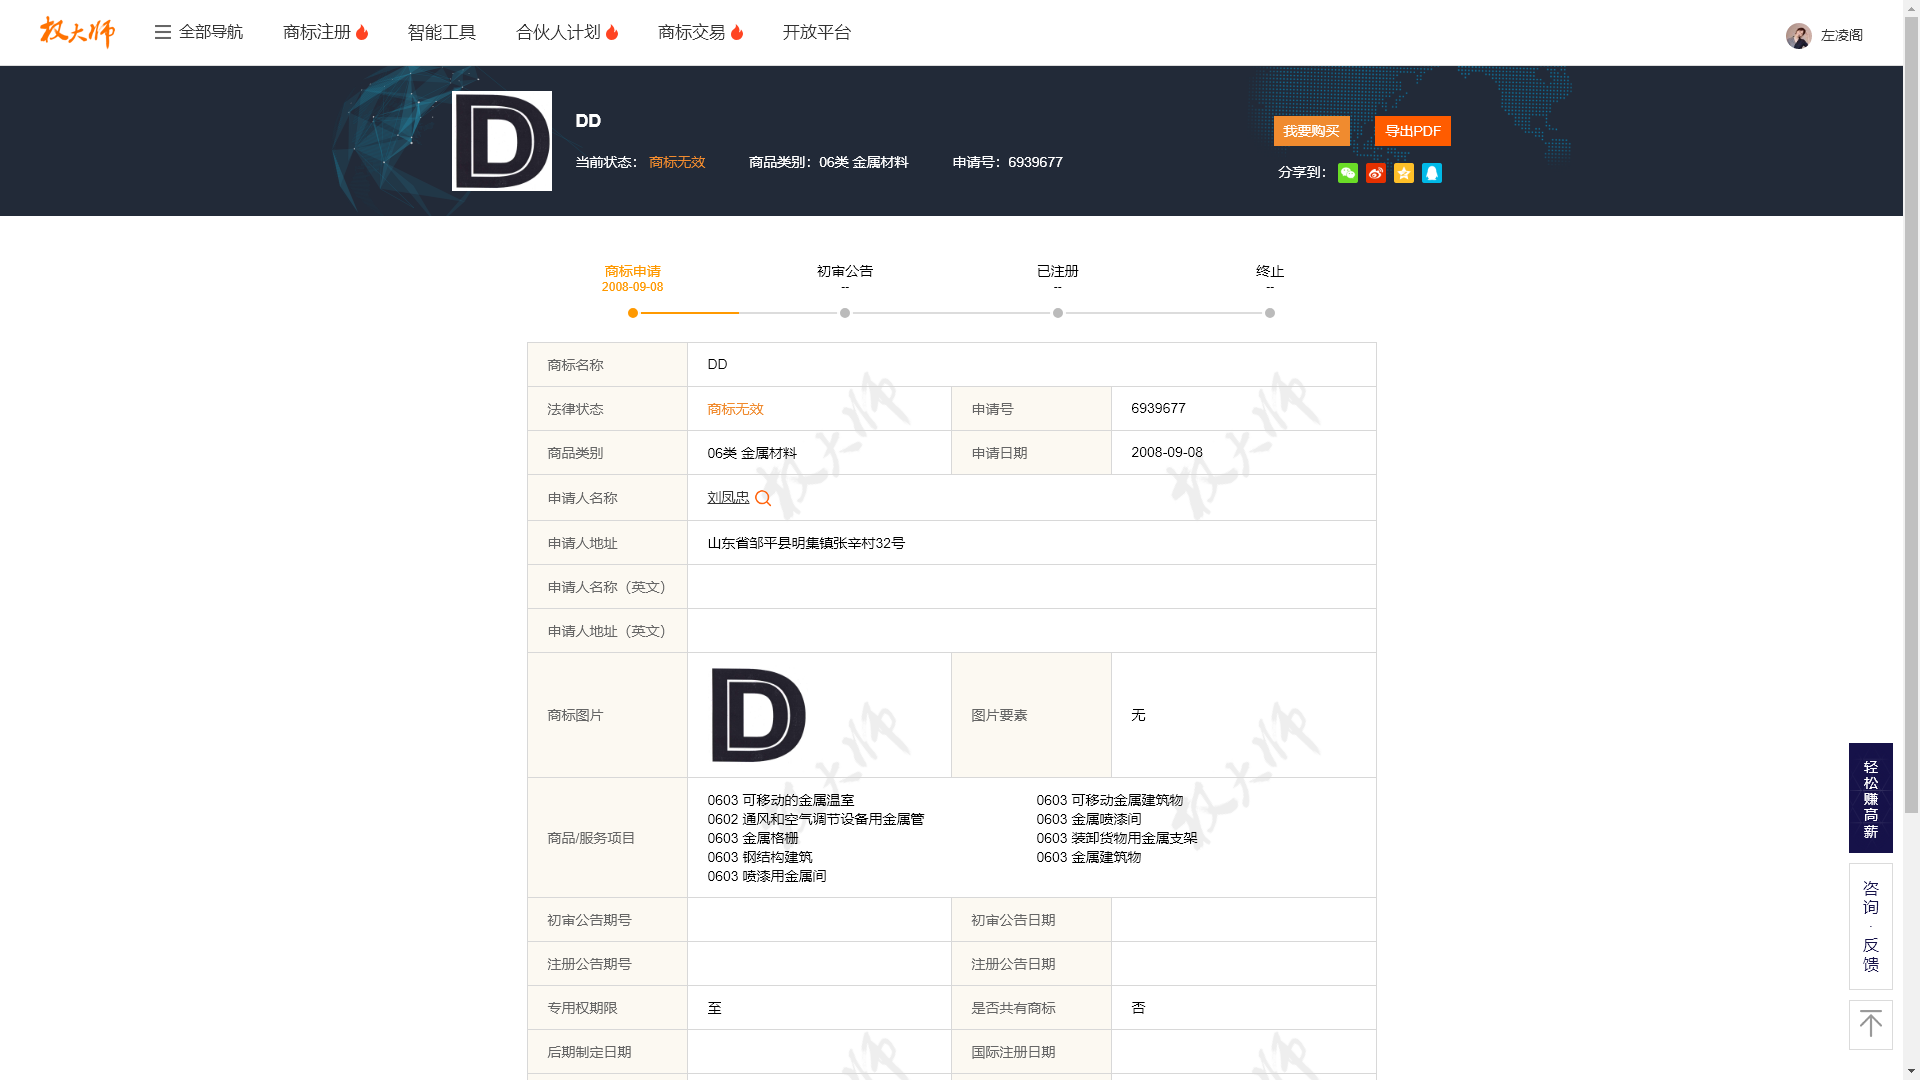 权大师
全部导航 商标注册 智能工具 合伙人计划 商标交易 开放平台 左凌阁
D
DD
当前状态： 商标无效 商品类别：06类 金属材料 申请号：6939677
我要购买 导出PDF
分享到：
商标申请 初审公告 已注册 终止
2008-09-08 -- -- --
商标名称 DD
法律状态 商标无效 申请号 6939677
商品类别 06类 金属材料 申请日期 2008-09-08
申请人名称 刘凤忠
申请人地址 山东省邹平县明集镇张辛村32号
申请人名称（英文）
申请人地址（英文）
商标图片 D 图片要素 无
商品/服务项目
0603 可移动的金属温室 0603 可移动金属建筑物
0602 通风和空气调节设备用金属管 0603 金属喷漆间
0603 金属格栅 0603 装卸货物用金属支架
0603 钢结构建筑 0603 金属建筑物
0603 喷漆用金属间
初审公告期号 初审公告日期
注册公告期号 注册公告日期
专用权期限 至 是否共有商标 否
后期制定日期 国际注册日期
权大师
权大师
权大师
权大师
轻松赚高薪
咨询·反馈